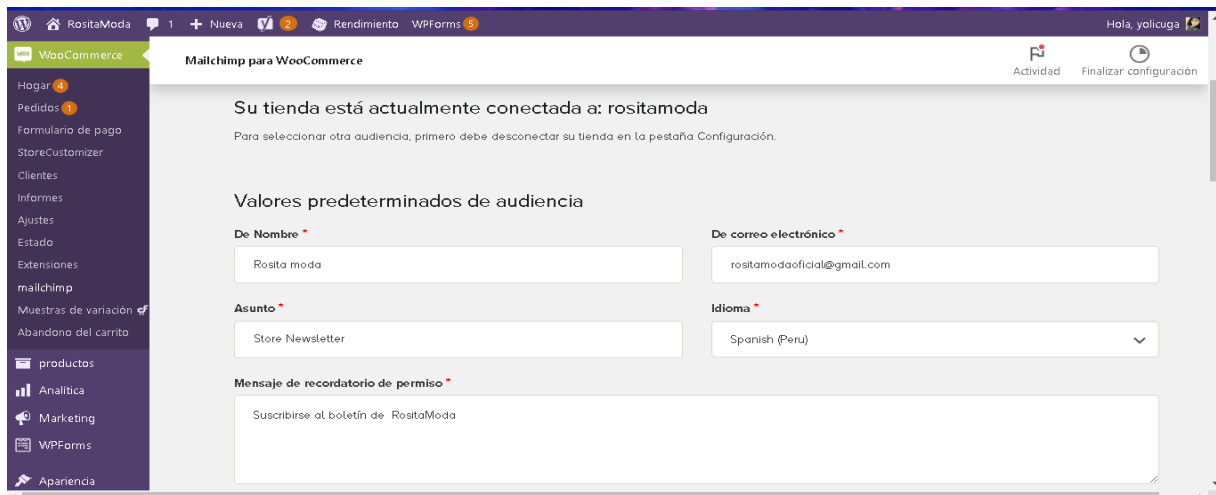 RositaModa 1 Nueva 2 Rendimiento WPForms 5 Hola, yolicuga
WooCommerce
Mailchimp para WooCommerce
Actividad
Finalizar configuración
Hogar 4
Pedidos 1
Formulario de pago
StoreCustomizer
Clientes
Informes
Ajustes
Estado
Extensiones
mailchimp
Muestras de variación
Abandono del carrito
productos
Analítica
Marketing
WPForms
Apariencia
Su tienda está actualmente conectada a: rositamoda
Para seleccionar otra audiencia, primero debe desconectar su tienda en la pestaña Configuración.
Valores predeterminados de audiencia
De Nombre *
Rosita moda
De correo electrónico *
rositamodaoficial@gmail.com
Asunto *
Store Newsletter
Idioma *
Spanish (Peru)
Mensaje de recordatorio de permiso *
Suscribirse al boletín de RositaModa